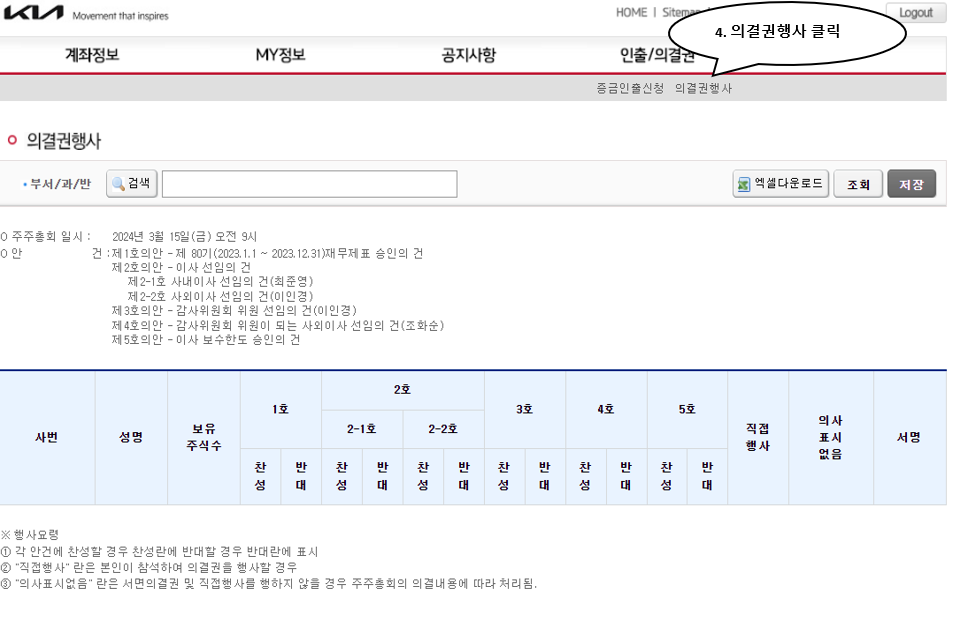 KIA Movement that inspires
HOME | Sitemap
Logout
4. 의결권행사 클릭
계좌정보 MY정보 공지사항 인출/의결권
중금인출신청 의결권행사
의결권행사
부서/과/반 검색 엑셀다운로드 조회 저장
O 주주총회 일시 : 2024년 3월 15일(금) 오전 9시
O 안 건 : 제1호의안 - 제 80기(2023.1.1 ~ 2023.12.31)재무제표 승인의 건
제2호의안 - 이사 선임의 건
제2-1호 사내이사 선임의 건(최준영)
제2-2호 사외이사 선임의 건(이인경)
제3호의안 - 감사위원회 위원 선임의 건(이인경)
제4호의안 - 감사위원회 위원이 되는 사외이사 선임의 건(조화순)
제5호의안 - 이사 보수한도 승인의 건
사번 성명 보유 주식수 1호 2호 3호 4호 5호 직접 행사 의사 표시 없음 서명
2-1호 2-2호
찬성 반대 찬성 반대 찬성 반대 찬성 반대 찬성 반대 찬성 반대
※ 행사요령
① 각 안건에 찬성할 경우 찬성란에 반대할 경우 반대란에 표시
② "직접행사" 란은 본인이 참석하여 의결권을 행사할 경우
③ "의사표시없음" 란은 서면의결권 및 직접행사를 행하지 않을 경우 주주총회의 의결내용에 따라 처리됨.